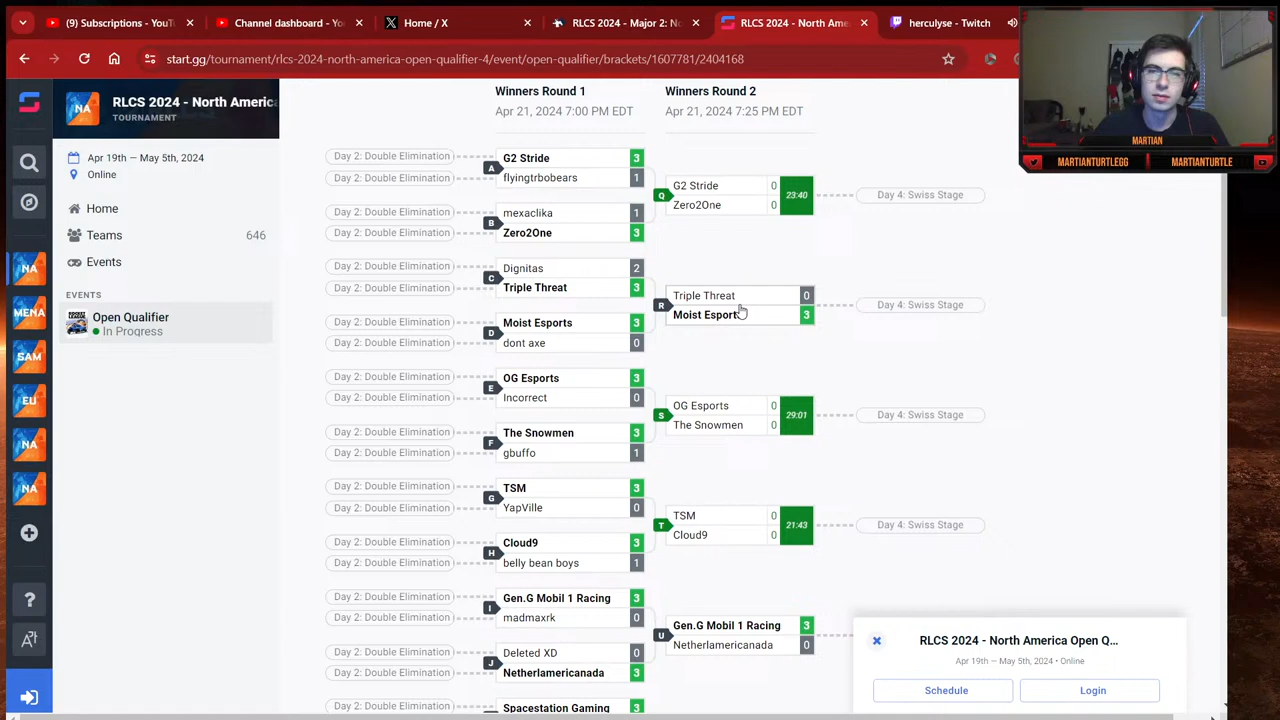 (9) Subscriptions - YouT
Channel dashboard - Yo
Home / X
RLCS 2024 - Major 2: N
RLCS 2024 - North Ame
herculyse - Twitch
start.gg/tournament/rlcs-2024-north-america-open-qualifier-4/event/open-qualifier/brackets/1607781/2404168
RLCS 2024 - North America
TOURNAMENT
Apr 19th — May 5th, 2024
Online
Home
Teams 646
Events
EVENTS
Open Qualifier
In Progress
NA
NA
MENA
SAM
EU
NA
NA
?
Winners Round 1
Apr 21, 2024 7:00 PM EDT
Winners Round 2
Apr 21, 2024 7:25 PM EDT
Day 2: Double Elimination
Day 2: Double Elimination
A
G2 Stride 3
flyingtrbobears 1
Day 2: Double Elimination
Day 2: Double Elimination
B
mexaclika 1
Zero2One 3
Day 2: Double Elimination
Day 2: Double Elimination
C
Dignitas 2
Triple Threat 3
Day 2: Double Elimination
Day 2: Double Elimination
D
Moist Esports 3
dont axe 0
Day 2: Double Elimination
Day 2: Double Elimination
E
OG Esports 3
Incorrect 0
Day 2: Double Elimination
Day 2: Double Elimination
F
The Snowmen 3
gbuffo 1
Day 2: Double Elimination
Day 2: Double Elimination
G
TSM 3
YapVille 0
Day 2: Double Elimination
Day 2: Double Elimination
H
Cloud9 3
belly bean boys 1
Day 2: Double Elimination
Day 2: Double Elimination
I
Gen.G Mobil 1 Racing 3
madmaxrk 0
Day 2: Double Elimination
Day 2: Double Elimination
J
Deleted XD 0
Netherlamericanada 3
Day 2: Double Elimination
Spacestation Gaming 3
Q
G2 Stride 0
Zero2One 0
23:40
Day 4: Swiss Stage
R
Triple Threat 0
Moist Esports 3
Day 4: Swiss Stage
S
OG Esports 0
The Snowmen 0
29:01
Day 4: Swiss Stage
T
TSM 0
Cloud9 0
21:43
Day 4: Swiss Stage
U
Gen.G Mobil 1 Racing 3
Netherlamericanada 0
RLCS 2024 - North America Open Q...
Apr 19th — May 5th, 2024 • Online
Schedule
Login
MARTIAN
MARTIANTURTLEGG
MARTIANTURTLE